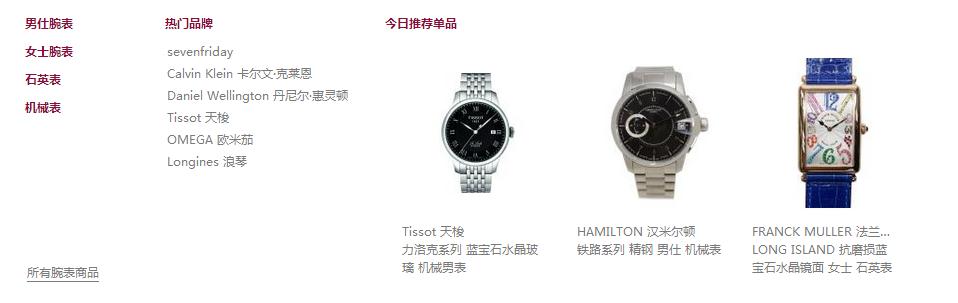 男仕腕表
女士腕表
石英表
机械表
所有腕表商品
热门品牌
sevenfriday
Calvin Klein 卡尔文·克莱恩
Daniel Wellington 丹尼尔·惠灵顿
Tissot 天梭
OMEGA 欧米茄
Longines 浪琴
今日推荐单品
TISSOT
Tissot 天梭
力洛克系列 蓝宝石水晶玻
璃 机械男表
HAMILTON 汉米尔顿
铁路系列 精钢 男仕 机械表
FRANCK MULLER 法兰...
LONG ISLAND 抗磨损蓝
宝石水晶镜面 女士 石英表